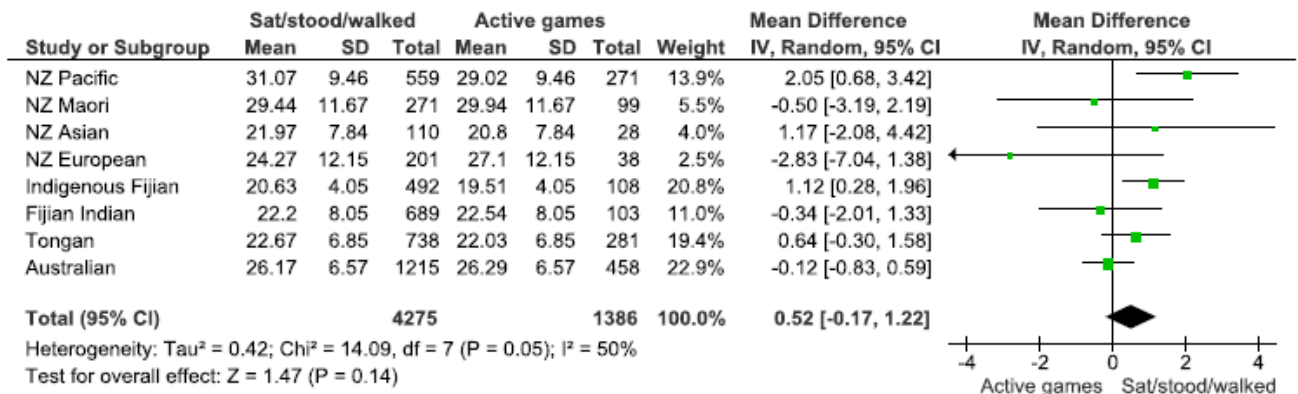 Sat/stood/walked Active games Mean Difference Mean Difference
Study or Subgroup Mean SD Total Mean SD Total Weight IV, Random, 95% CI IV, Random, 95% CI
NZ Pacific 31.07 9.46 559 29.02 9.46 271 13.9% 2.05 [0.68, 3.42]
NZ Maori 29.44 11.67 271 29.94 11.67 99 5.5% -0.50 [-3.19, 2.19]
NZ Asian 21.97 7.84 110 20.8 7.84 28 4.0% 1.17 [-2.08, 4.42]
NZ European 24.27 12.15 201 27.1 12.15 38 2.5% -2.83 [-7.04, 1.38]
Indigenous Fijian 20.63 4.05 492 19.51 4.05 108 20.8% 1.12 [0.28, 1.96]
Fijian Indian 22.2 8.05 689 22.54 8.05 103 11.0% -0.34 [-2.01, 1.33]
Tongan 22.67 6.85 738 22.03 6.85 281 19.4% 0.64 [-0.30, 1.58]
Australian 26.17 6.57 1215 26.29 6.57 458 22.9% -0.12 [-0.83, 0.59]
Total (95% CI) 4275 1386 100.0% 0.52 [-0.17, 1.22]
Heterogeneity: Tau² = 0.42; Chi² = 14.09, df = 7 (P = 0.05); I² = 50%
Test for overall effect: Z = 1.47 (P = 0.14)
-4 -2 0 2 4
Active games Sat/stood/walked